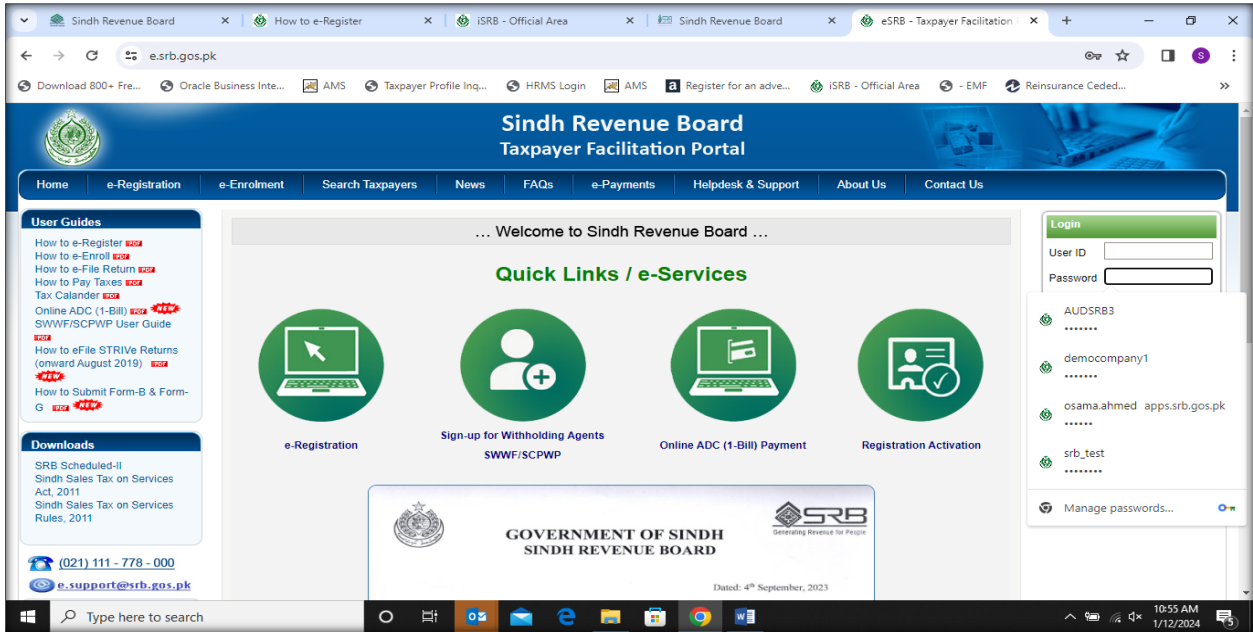 Sindh Revenue Board
How to e-Register
iSRB - Official Area
Sindh Revenue Board
eSRB - Taxpayer Facilitation
e.srb.gos.pk
S
Download 800+ Fre...
Oracle Business Inte...
AMS
Taxpayer Profile Inq...
HRMS Login
AMS
Register for an adve...
iSRB - Official Area
- EMF
Reinsurance Ceded...
Sindh Revenue Board
Taxpayer Facilitation Portal
Home e-Registration e-Enrolment Search Taxpayers News FAQs e-Payments Helpdesk & Support About Us Contact Us
User Guides
How to e-Register PDF
How to e-Enroll PDF
How to e-File Return PDF
How to Pay Taxes PDF
Tax Calander PDF
Online ADC (1-Bill) PDF NEW
SWWF/SCPWP User Guide
PDF
How to eFile STRIVe Returns
(onward August 2019) PDF
NEW
How to Submit Form-B & Form-
G PDF NEW
Downloads
SRB Scheduled-II
Sindh Sales Tax on Services
Act, 2011
Sindh Sales Tax on Services
Rules, 2011
(021) 111 - 778 - 000
e.support@srb.gos.pk
... Welcome to Sindh Revenue Board ...
Quick Links / e-Services
e-Registration
Sign-up for Withholding Agents
SWWF/SCPWP
Online ADC (1-Bill) Payment
Registration Activation
SRB
Generating Revenue for People
GOVERNMENT OF SINDH
SINDH REVENUE BOARD
Dated: 4th September, 2023
Login
User ID
Password
AUDSRB3
•••••••
democompany1
•••••••
osama.ahmed apps.srb.gos.pk
••••••
srb_test
••••••••
Manage passwords...
Type here to search
10:55 AM
1/12/2024
5